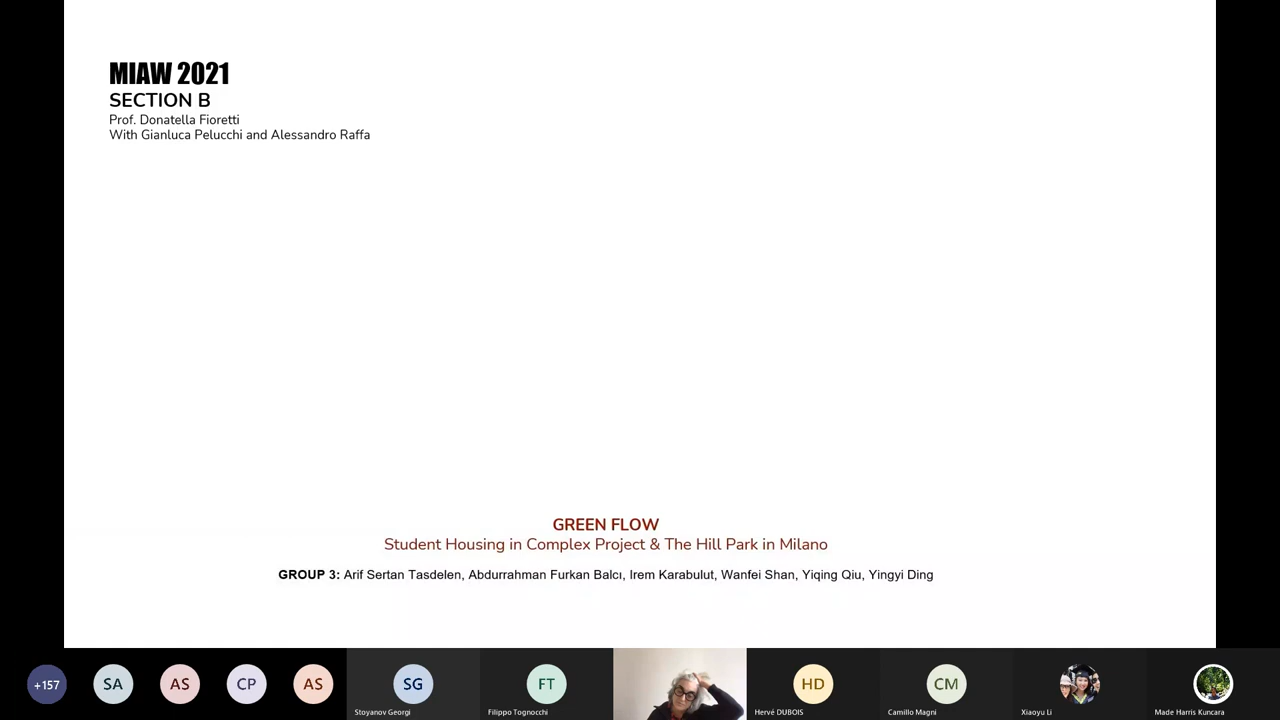 MIAW 2021
SECTION B
Prof. Donatella Fioretti
With Gianluca Pelucchi and Alessandro Raffa
GREEN FLOW
Student Housing in Complex Project & The Hill Park in Milano
GROUP 3: Arif Sertan Tasdelen, Abdurrahman Furkan Balcı, Irem Karabulut, Wanfei Shan, Yiqing Qiu, Yingyi Ding
+157 SA AS CP AS SG FT HD CM
Stoyanov Georgi Filippo Tognocchi Hervé DUBOIS Camillo Magni Xiaoyu Li Made Harris Kuncara